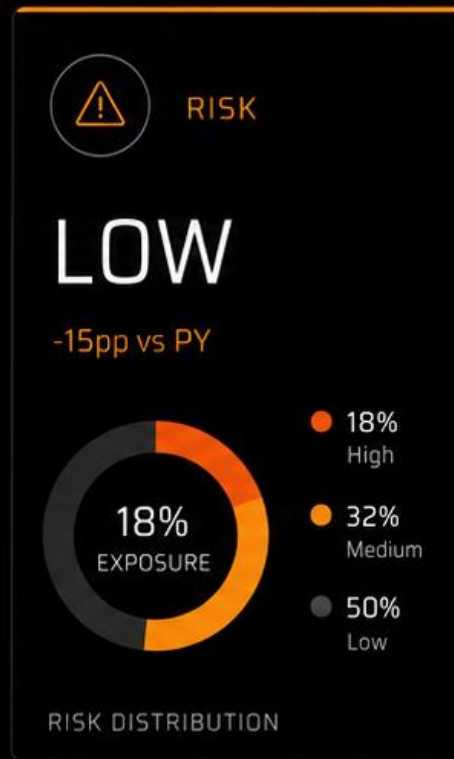 RISK
LOW
-15pp vs PY
18%
High
18%
EXPOSURE
32%
Medium
50%
Low
RISK DISTRIBUTION